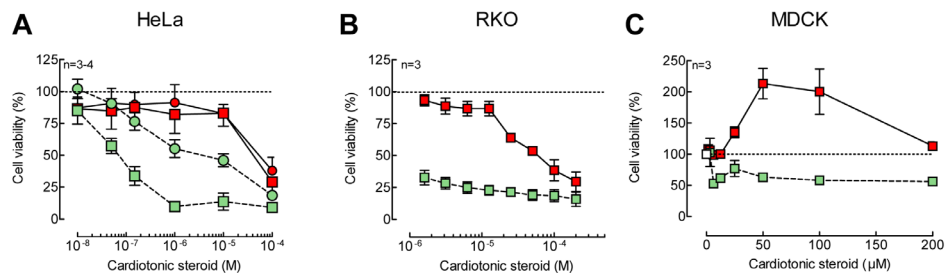 A HeLa
n=3-4
Cell viability (%)
125
100
75
50
25
0
10-8 10-7 10-6 10-5 10-4
Cardiotonic steroid (M)
B RKO
n=3
Cell viability (%)
125
100
75
50
25
0
10-6 10-5 10-4
Cardiotonic steroid (M)
C MDCK
n=3
Cell viability (%)
250
200
150
100
50
0
0 50 100 200
Cardiotonic steroid (µM)